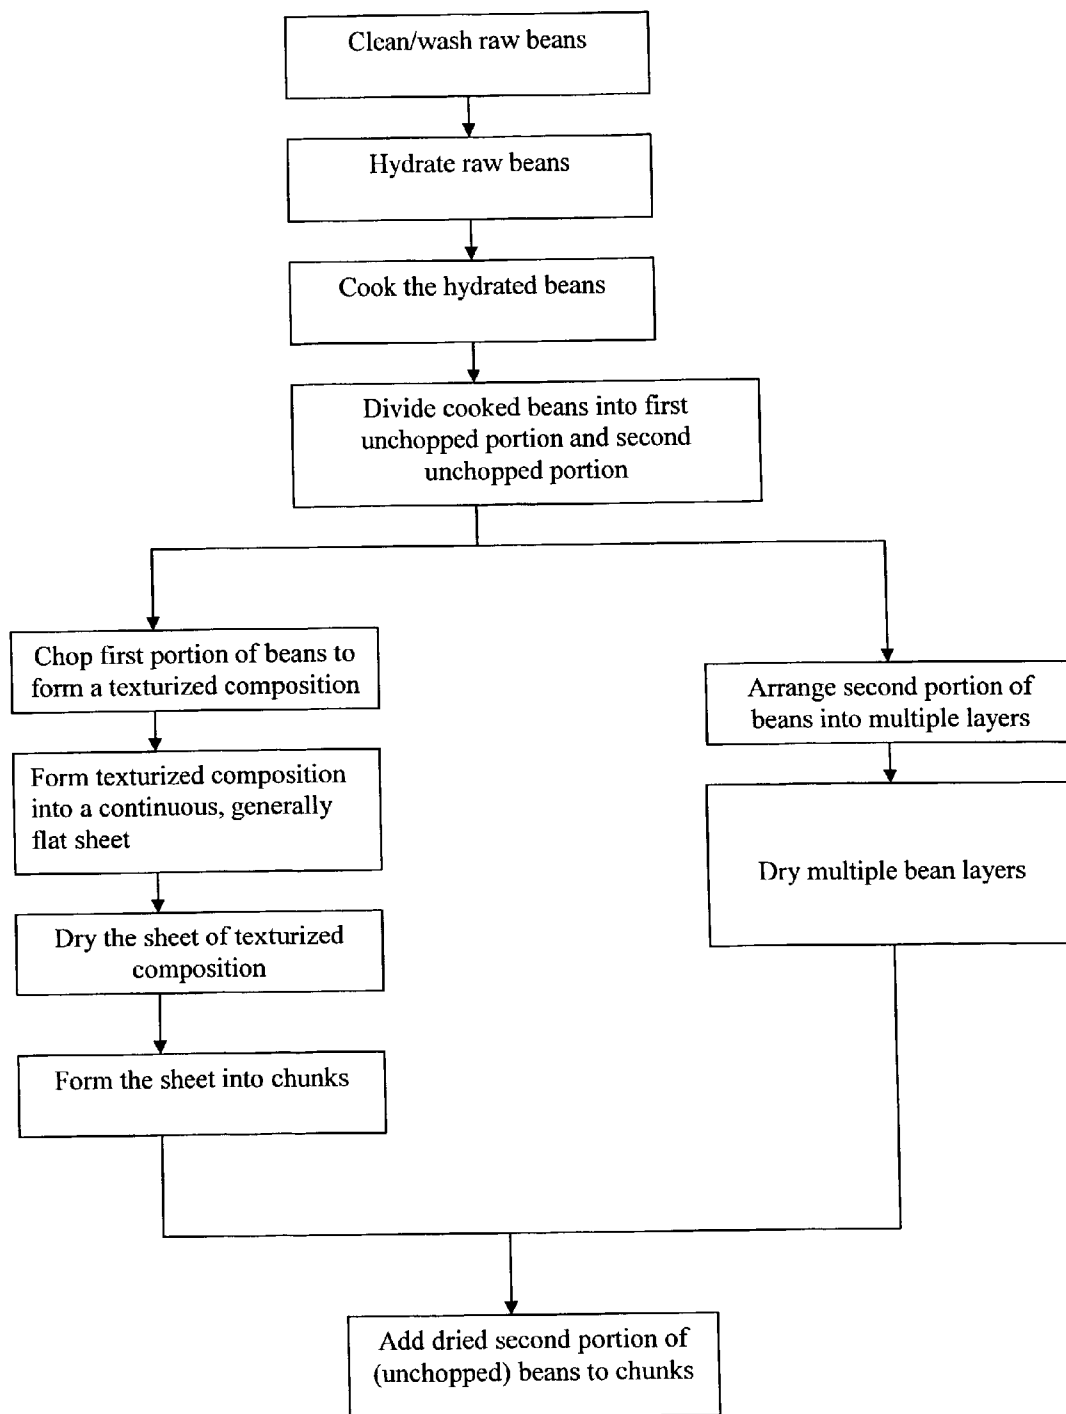 Clean/wash raw beans
Hydrate raw beans
Cook the hydrated beans
Divide cooked beans into first
unchopped portion and second
unchopped portion
Chop first portion of beans to
form a texturized composition
Form texturized composition
into a continuous, generally
flat sheet
Dry the sheet of texturized
composition
Form the sheet into chunks
Arrange second portion of
beans into multiple layers
Dry multiple bean layers
Add dried second portion of
(unchopped) beans to chunks